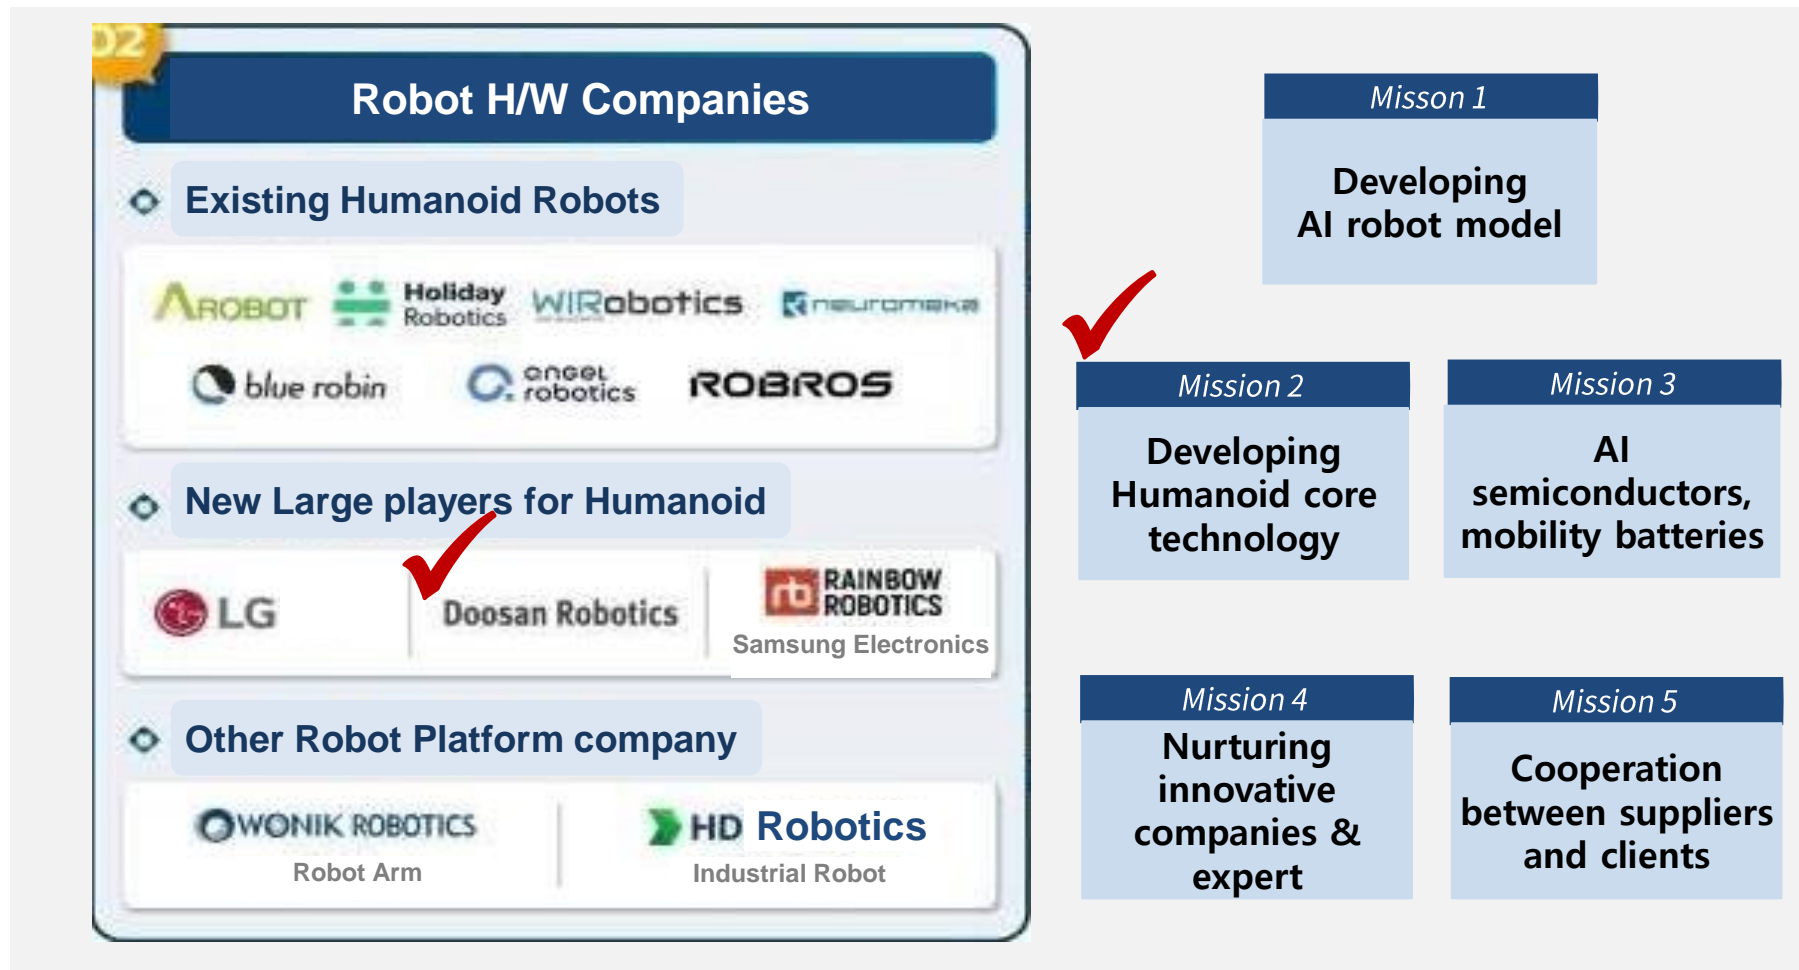 02
Robot H/W Companies
Existing Humanoid Robots
AROBOT
Holiday
Robotics
WIRobotics
neuromeka
blue robin
angel
robotics
ROBROS
New Large players for Humanoid
LG
Doosan Robotics
rb
RAINBOW
ROBOTICS
Samsung Electronics
Other Robot Platform company
WONIK ROBOTICS
Robot Arm
HD Robotics
Industrial Robot
Misson 1
Developing
AI robot model
Mission 2
Developing
Humanoid core
technology
Mission 3
AI
semiconductors,
mobility batteries
Mission 4
Nurturing
innovative
companies &
expert
Mission 5
Cooperation
between suppliers
and clients